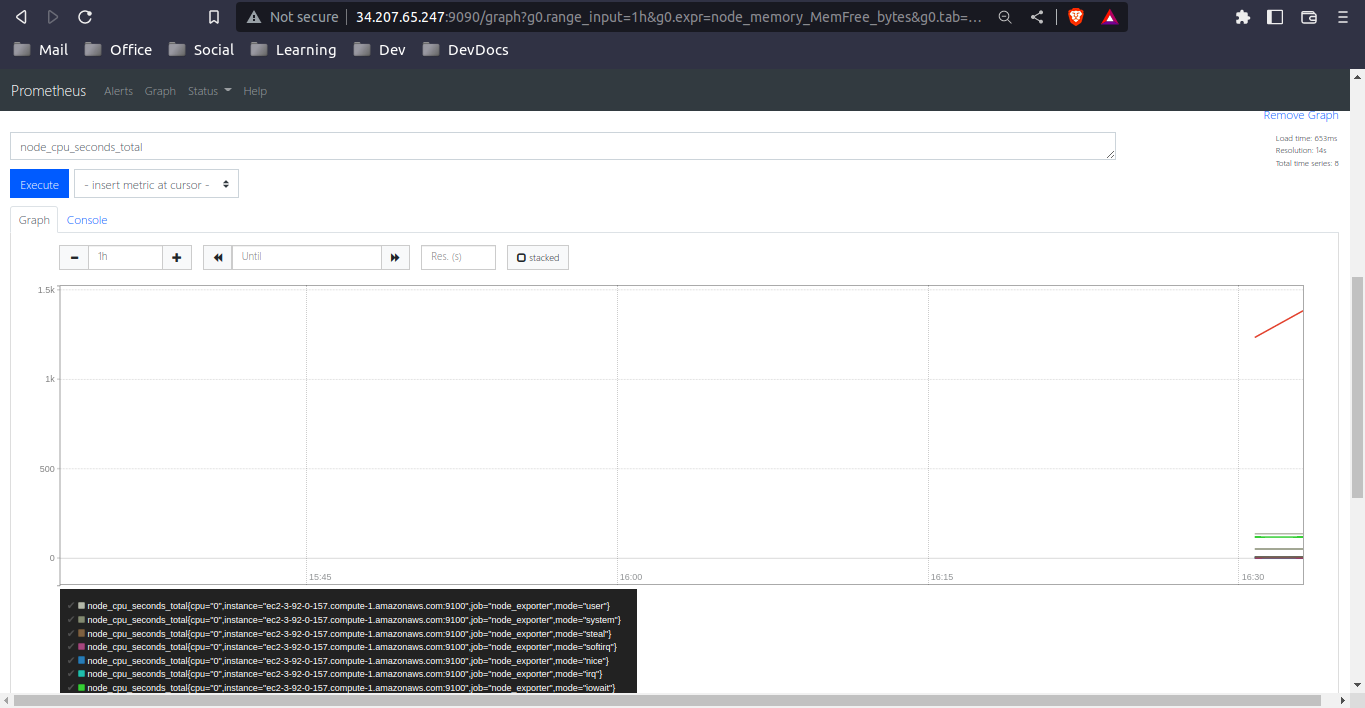 Not secure 34.207.65.247:9090/graph?g0.range_input=1h&g0.expr=node_memory_MemFree_bytes&g0.tab=...
Mail Office Social Learning Dev DevDocs
Prometheus Alerts Graph Status Help
Remove Graph
node_cpu_seconds_total
Load time: 653ms
Resolution: 14s
Total time series: 8
Execute - insert metric at cursor -
Graph Console
1h Until Res. (s) stacked
1.5k
1k
500
0
15:45 16:00 16:15 16:30
node_cpu_seconds_total{cpu="0",instance="ec2-3-92-0-157.compute-1.amazonaws.com:9100",job="node_exporter",mode="user"}
node_cpu_seconds_total{cpu="0",instance="ec2-3-92-0-157.compute-1.amazonaws.com:9100",job="node_exporter",mode="system"}
node_cpu_seconds_total{cpu="0",instance="ec2-3-92-0-157.compute-1.amazonaws.com:9100",job="node_exporter",mode="steal"}
node_cpu_seconds_total{cpu="0",instance="ec2-3-92-0-157.compute-1.amazonaws.com:9100",job="node_exporter",mode="softirq"}
node_cpu_seconds_total{cpu="0",instance="ec2-3-92-0-157.compute-1.amazonaws.com:9100",job="node_exporter",mode="nice"}
node_cpu_seconds_total{cpu="0",instance="ec2-3-92-0-157.compute-1.amazonaws.com:9100",job="node_exporter",mode="irq"}
node_cpu_seconds_total{cpu="0",instance="ec2-3-92-0-157.compute-1.amazonaws.com:9100",job="node_exporter",mode="iowait"}